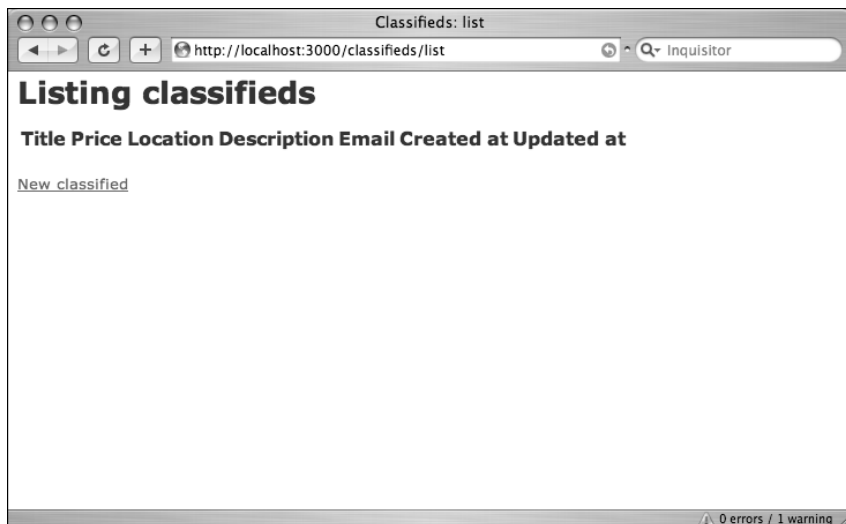 Classifieds: list
http://localhost:3000/classifieds/list
Inquisitor
Listing classifieds
Title Price Location Description Email Created at Updated at
New classified
0 errors / 1 warning